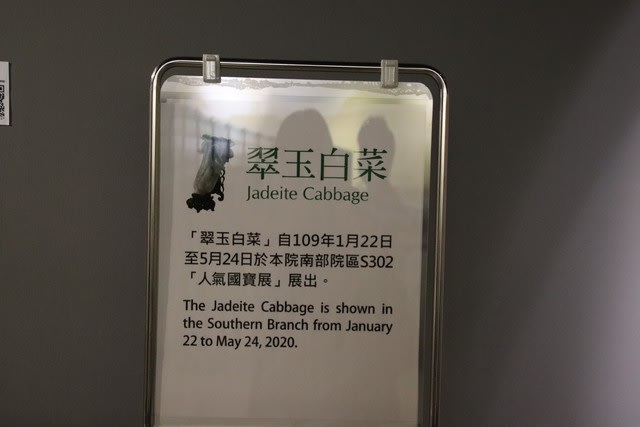 翠玉白菜
Jadeite Cabbage
「翠玉白菜」自109年1月22日
至5月24日於本院南部院區S302
「人氣國寶展」展出。
The Jadeite Cabbage is shown in
the Southern Branch from January
22 to May 24, 2020.